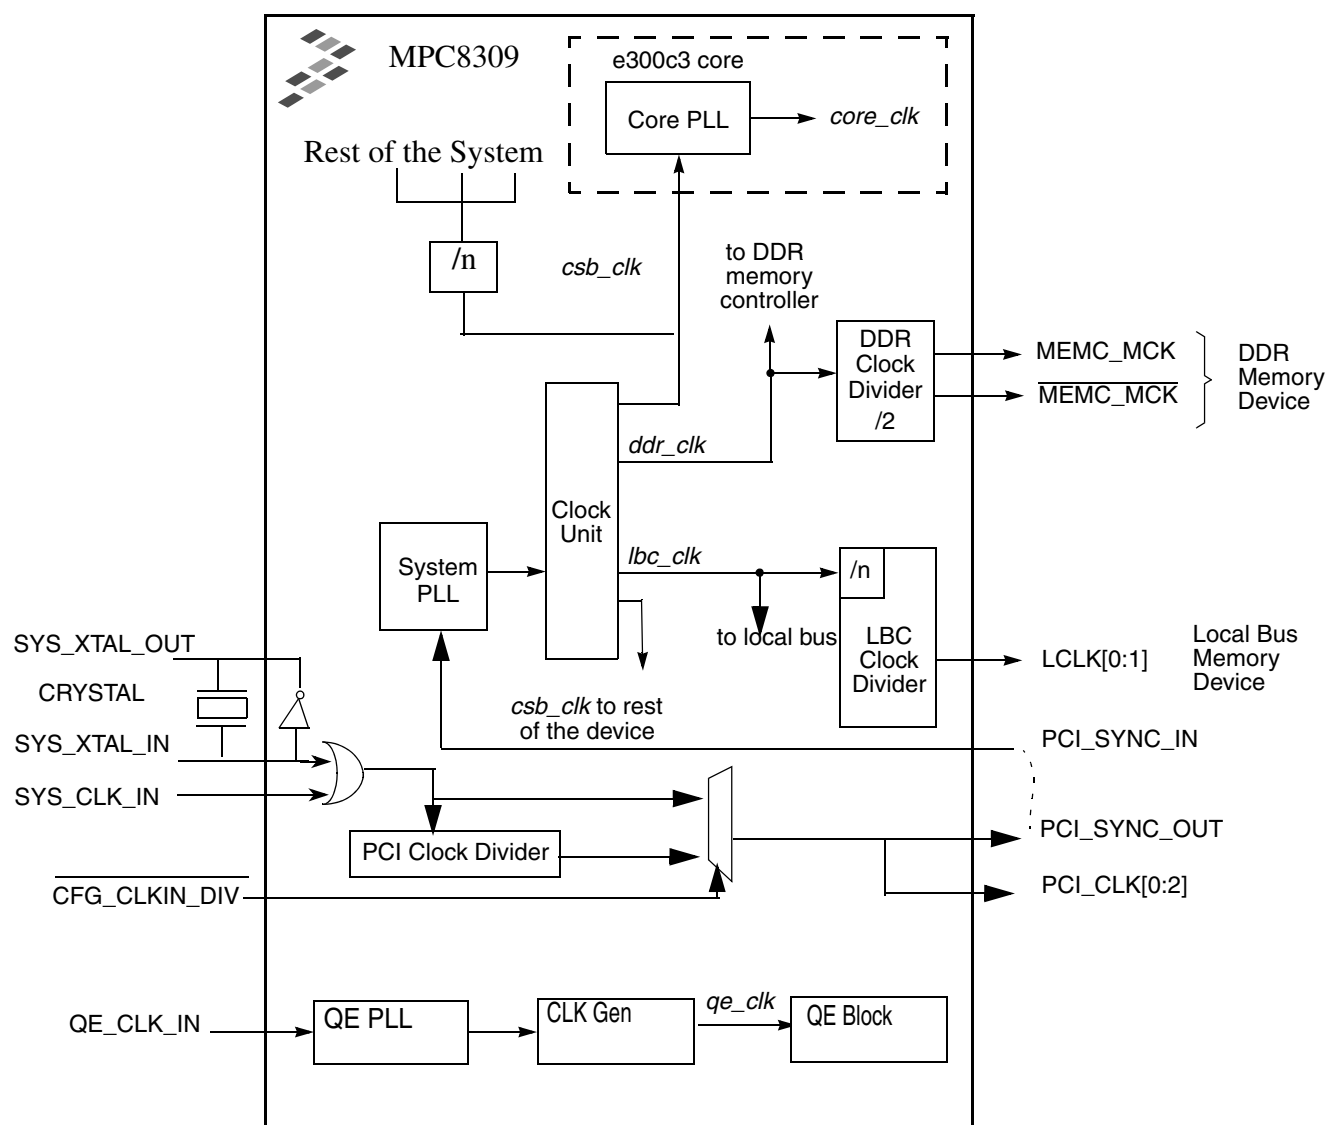 MPC8309
e300c3 core
Core PLL
core_clk
Rest of the System
/n
csb_clk
to DDR
memory
controller
DDR
Clock
Divider
/2
MEMC_MCK
MEMC_MCK
DDR
Memory
Device
ddr_clk
Clock
Unit
System
PLL
lbc_clk
/n
to local bus
LBC
Clock
Divider
LCLK[0:1]
Local Bus
Memory
Device
SYS_XTAL_OUT
CRYSTAL
SYS_XTAL_IN
SYS_CLK_IN
csb_clk to rest
of the device
PCI_SYNC_IN
PCI_SYNC_OUT
PCI Clock Divider
CFG_CLKIN_DIV
PCI_CLK[0:2]
QE_CLK_IN
QE PLL
CLK Gen
qe_clk
QE Block